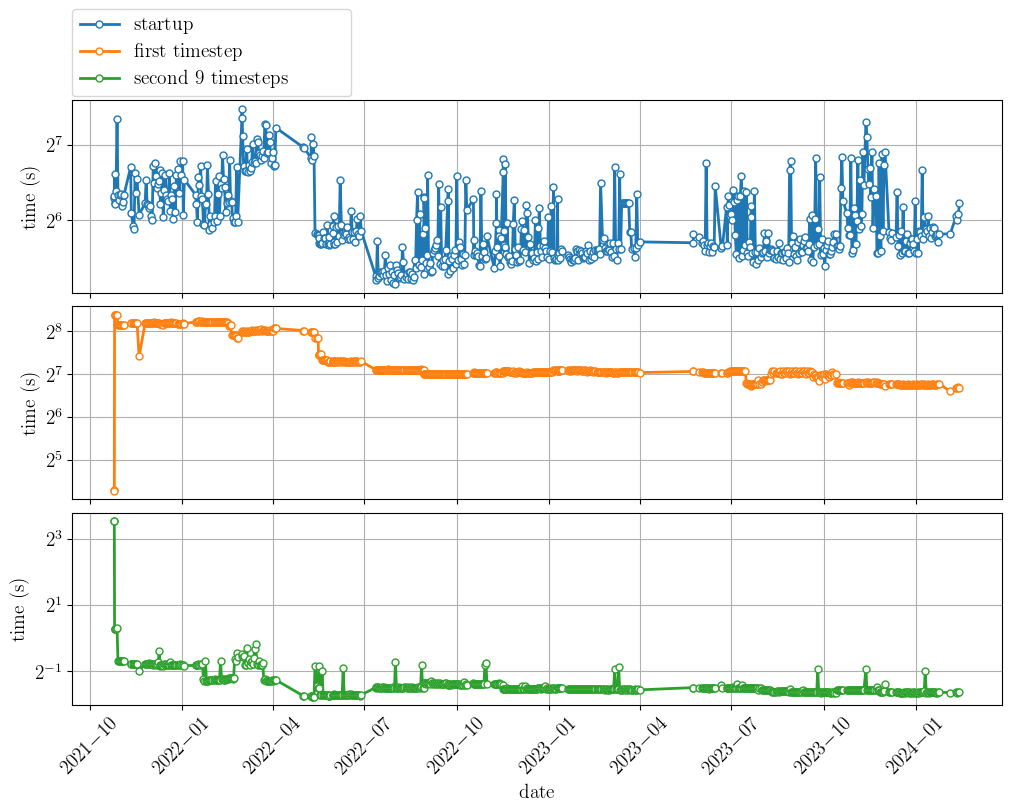 startup
first timestep
second 9 timesteps
2^7
2^6
time (s)
2^8
2^7
2^6
2^5
time (s)
2^3
2^1
2^−1
time (s)
2021−10
2022−01
2022−04
2022−07
2022−10
2023−01
2023−04
2023−07
2023−10
2024−01
date